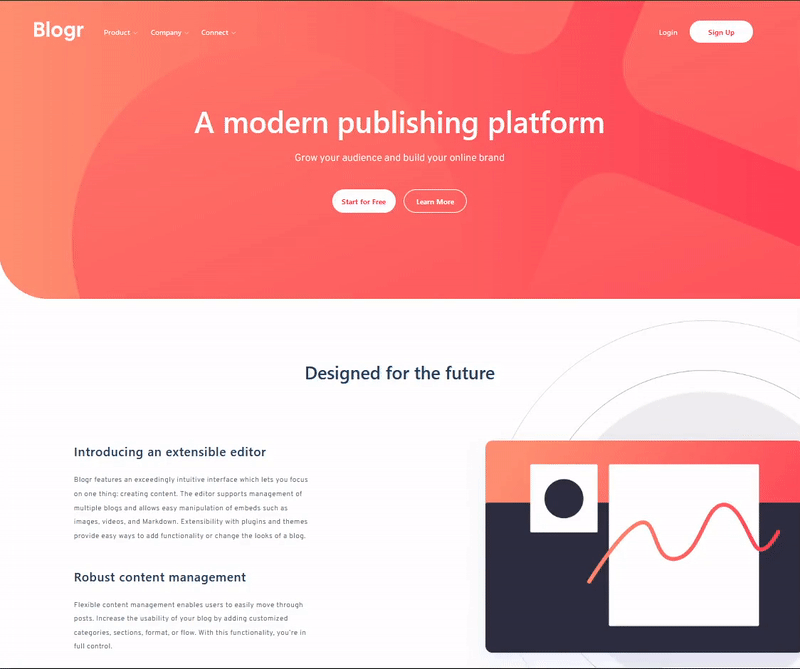 Blogr Product Company Connect Login Sign Up
A modern publishing platform
Grow your audience and build your online brand
Start for Free Learn More
Designed for the future
Introducing an extensible editor
Blogr features an exceedingly intuitive interface which lets you focus
on one thing: creating content. The editor supports management of
multiple blogs and allows easy manipulation of embeds such as
images, videos, and Markdown. Extensibility with plugins and themes
provide easy ways to add functionality or change the looks of a blog.
Robust content management
Flexible content management enables users to easily move through
posts. Increase the usability of your blog by adding customized
categories, sections, format, or flow. With this functionality, you're in
full control.